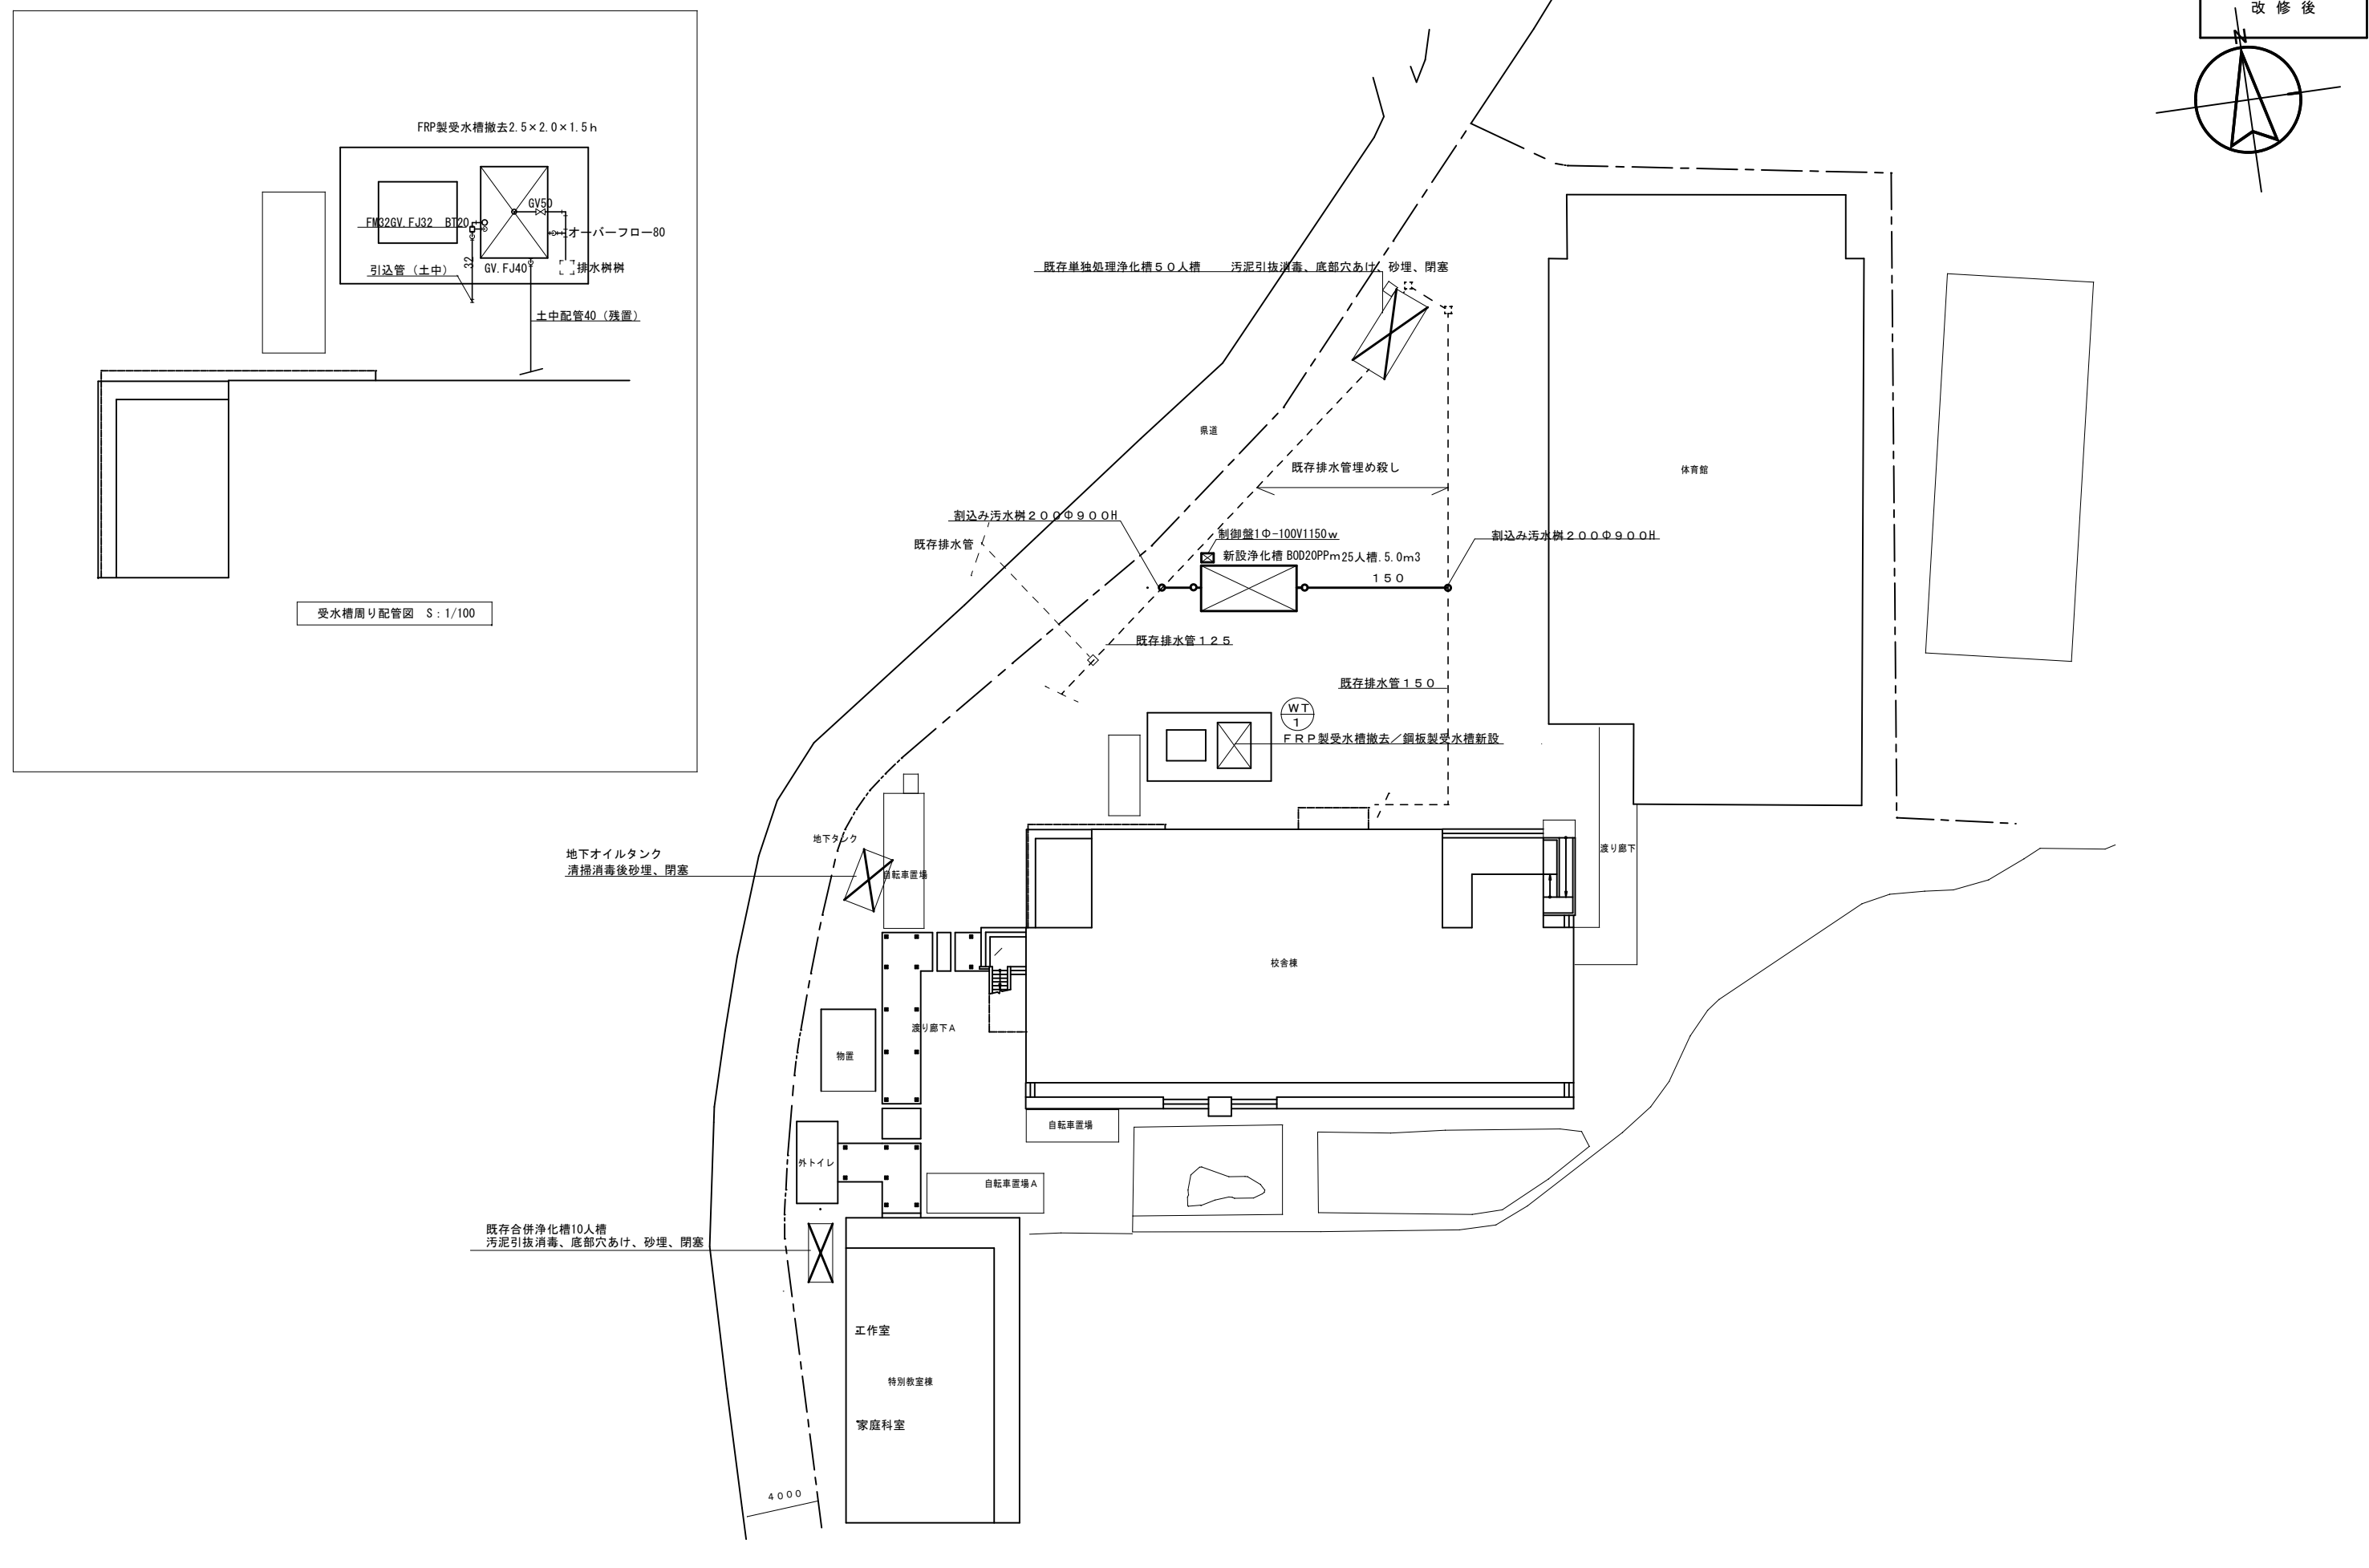 改 修 後
N
FRP製受水槽撤去2.5×2.0×1.5ｈ
GV50
FM32GV.FJ32　BT20
オーバーフロー80
引込管（土中）
32
GV.FJ40
排水桝桝
土中配管40（残置）
受水槽周り配管図　S：1/100
既存単独処理浄化槽５０人槽　　汚泥引抜消毒、底部穴あけ、砂埋、閉塞
県道
体育館
既存排水管埋め殺し
割込み汚水桝２００Φ９００H
既存排水管
制御盤1Φ-100V1150ｗ
割込み汚水桝２００Φ９００H
新設浄化槽 BOD20PPm25人槽.5.0m3
１５０
既存排水管１２５
既存排水管１５０
WT
1
ＦＲＰ製受水槽撤去／鋼板製受水槽新設
地下タンク
地下オイルタンク
清掃消毒後砂埋、閉塞
自転車置場
渡り廊下
校舎棟
渡り廊下Ａ
物置
自転車置場
外トイレ
自転車置場Ａ
既存合併浄化槽10人槽
汚泥引抜消毒、底部穴あけ、砂埋、閉塞
工作室
特別教室棟
家庭科室
4000